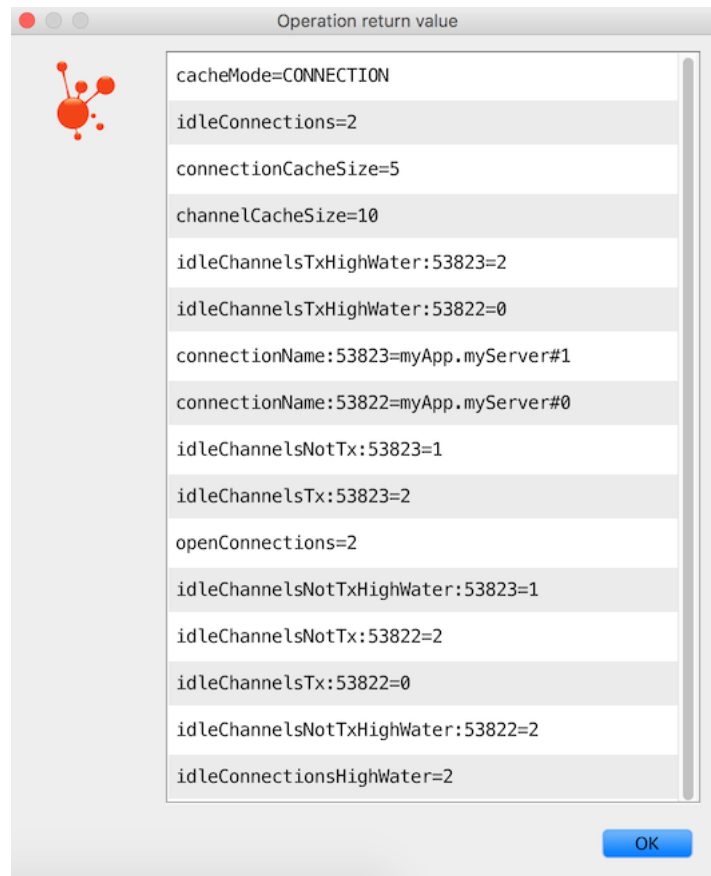 Operation return value
cacheMode=CONNECTION
idleConnections=2
connectionCacheSize=5
channelCacheSize=10
idleChannelsTxHighWater:53823=2
idleChannelsTxHighWater:53822=0
connectionName:53823=myApp.myServer#1
connectionName:53822=myApp.myServer#0
idleChannelsNotTx:53823=1
idleChannelsTx:53823=2
openConnections=2
idleChannelsNotTxHighWater:53823=1
idleChannelsNotTx:53822=2
idleChannelsTx:53822=0
idleChannelsNotTxHighWater:53822=2
idleConnectionsHighWater=2
OK